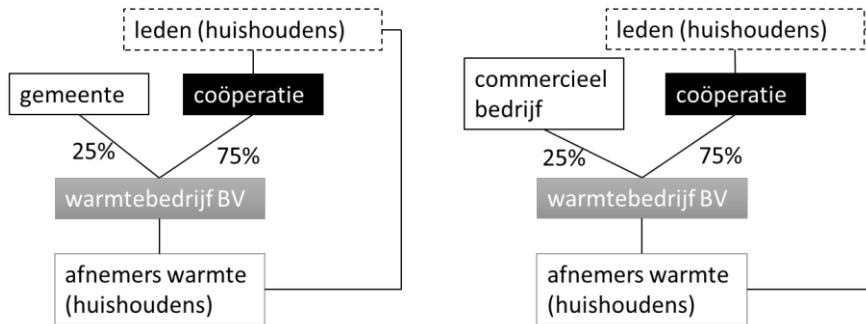 leden (huishoudens)
gemeente
coöperatie
25%
75%
warmtebedrijf BV
afnemers warmte
(huishoudens)
leden (huishoudens)
commercieel
bedrijf
coöperatie
25%
75%
warmtebedrijf BV
afnemers warmte
(huishoudens)